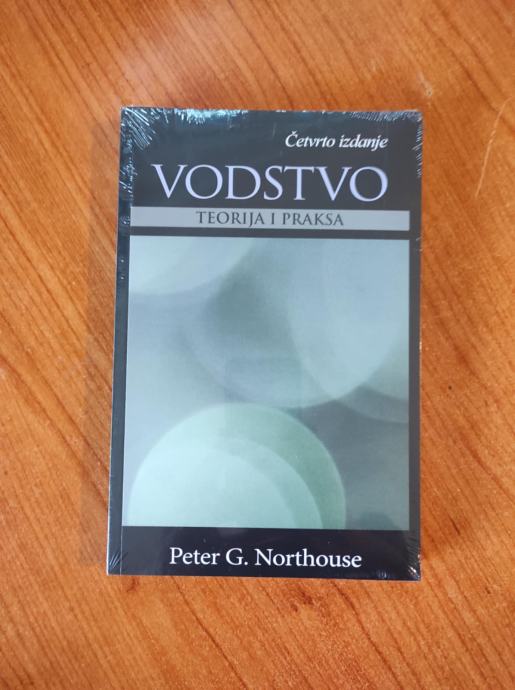 Četvrto izdanje
VODSTVO
TEORIJA I PRAKSA
Peter G. Northouse